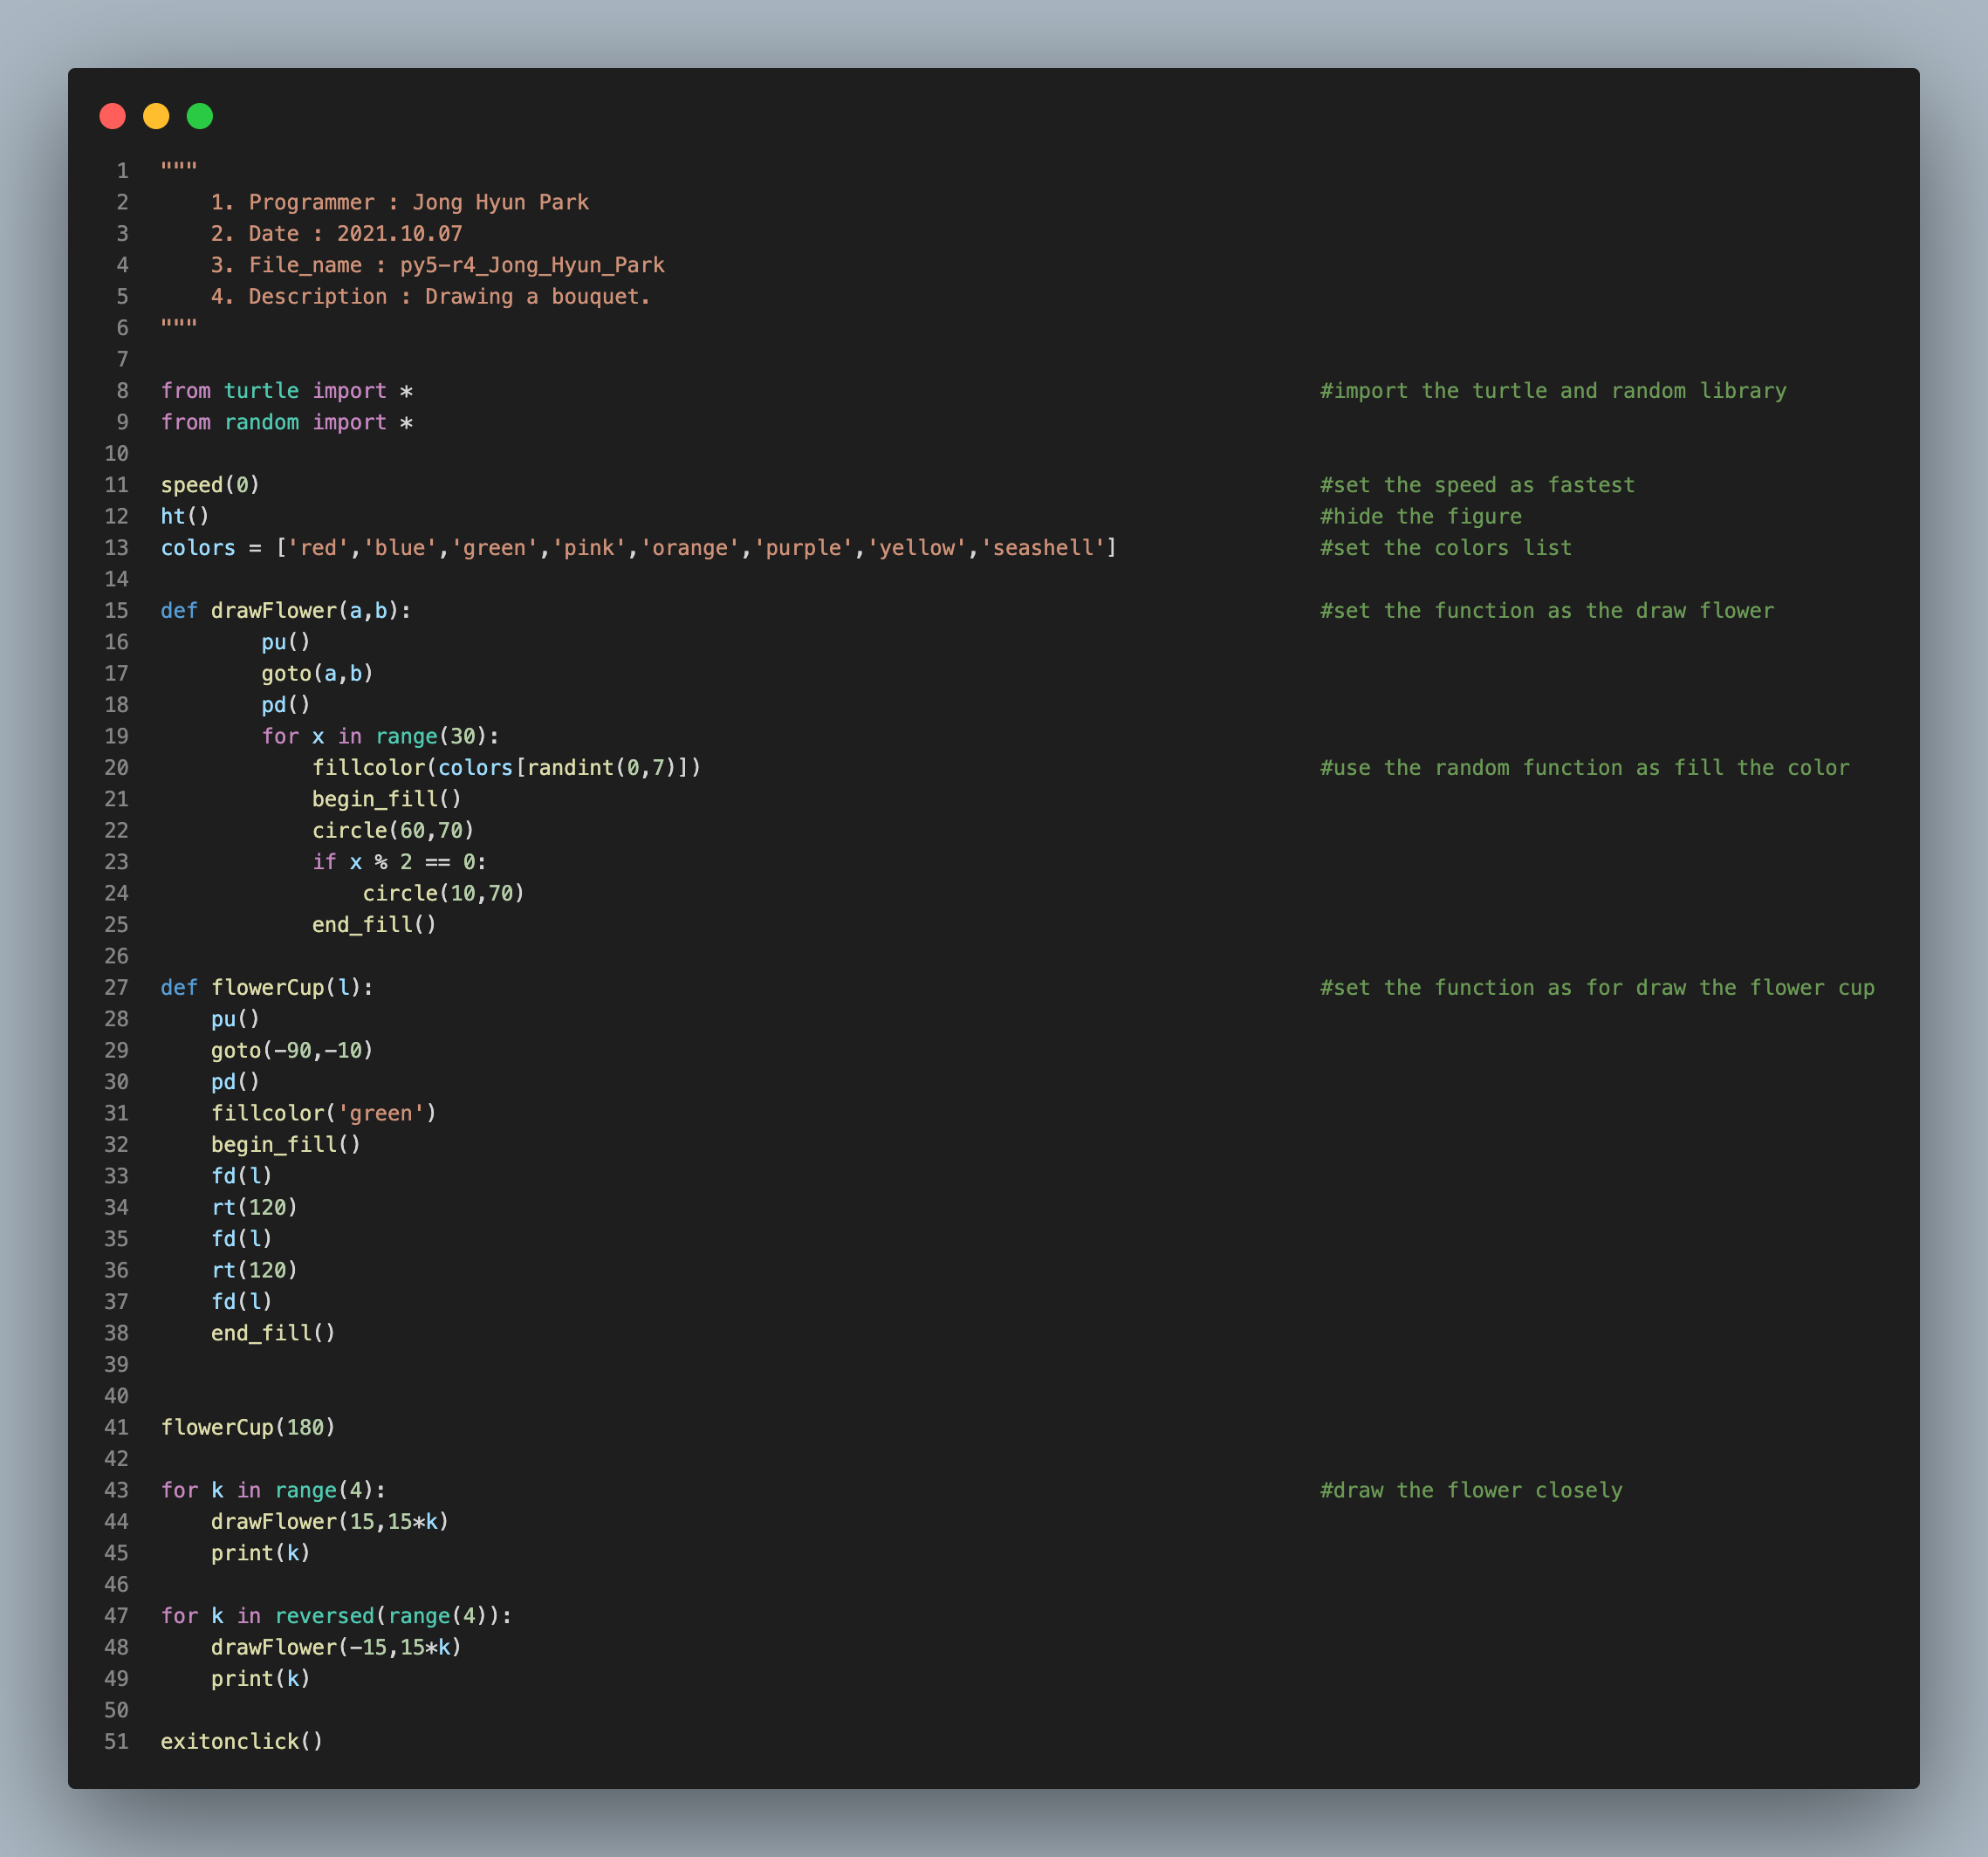 1 """
2     1. Programmer : Jong Hyun Park
3     2. Date : 2021.10.07
4     3. File_name : py5-r4_Jong_Hyun_Park
5     4. Description : Drawing a bouquet.
6 """
7
8 from turtle import * #import the turtle and random library
9 from random import *
10
11 speed(0) #set the speed as fastest
12 ht() #hide the figure
13 colors = ['red','blue','green','pink','orange','purple','yellow','seashell'] #set the colors list
14
15 def drawFlower(a,b): #set the function as the draw flower
16         pu()
17         goto(a,b)
18         pd()
19         for x in range(30):
20             fillcolor(colors[randint(0,7)]) #use the random function as fill the color
21             begin_fill()
22             circle(60,70)
23             if x % 2 == 0:
24                 circle(10,70)
25             end_fill()
26
27 def flowerCup(l): #set the function as for draw the flower cup
28     pu()
29     goto(-90,-10)
30     pd()
31     fillcolor('green')
32     begin_fill()
33     fd(l)
34     rt(120)
35     fd(l)
36     rt(120)
37     fd(l)
38     end_fill()
39
40
41 flowerCup(180)
42
43 for k in range(4): #draw the flower closely
44     drawFlower(15,15*k)
45     print(k)
46
47 for k in reversed(range(4)):
48     drawFlower(-15,15*k)
49     print(k)
50
51 exitonclick()